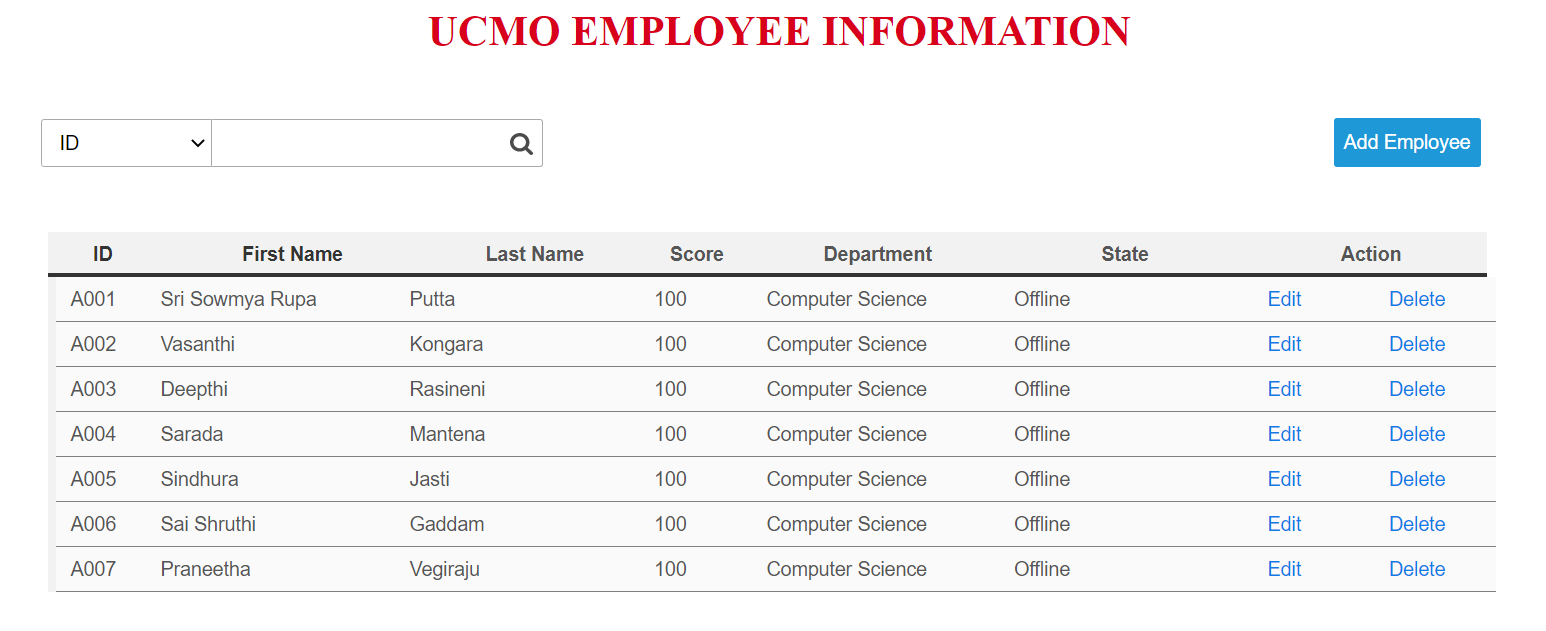 UCMO EMPLOYEE INFORMATION
ID Add Employee
ID First Name Last Name Score Department State Action
A001 Sri Sowmya Rupa Putta 100 Computer Science Offline Edit Delete
A002 Vasanthi Kongara 100 Computer Science Offline Edit Delete
A003 Deepthi Rasineni 100 Computer Science Offline Edit Delete
A004 Sarada Mantena 100 Computer Science Offline Edit Delete
A005 Sindhura Jasti 100 Computer Science Offline Edit Delete
A006 Sai Shruthi Gaddam 100 Computer Science Offline Edit Delete
A007 Praneetha Vegiraju 100 Computer Science Offline Edit Delete